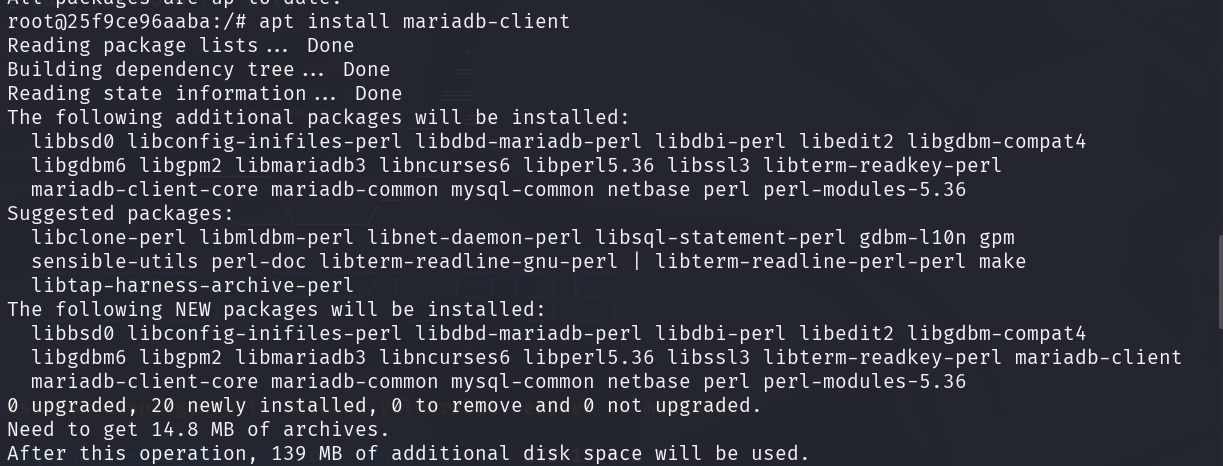 All packages are up to date.
root@25f9ce96aaba:/# apt install mariadb-client
Reading package lists... Done
Building dependency tree... Done
Reading state information... Done
The following additional packages will be installed:
  libbsd0 libconfig-inifiles-perl libdbd-mariadb-perl libdbi-perl libedit2 libgdbm-compat4
  libgdbm6 libgpm2 libmariadb3 libncurses6 libperl5.36 libssl3 libterm-readkey-perl
  mariadb-client-core mariadb-common mysql-common netbase perl perl-modules-5.36
Suggested packages:
  libclone-perl libmldbm-perl libnet-daemon-perl libsql-statement-perl gdbm-l10n gpm
  sensible-utils perl-doc libterm-readline-gnu-perl | libterm-readline-perl-perl make
  libtap-harness-archive-perl
The following NEW packages will be installed:
  libbsd0 libconfig-inifiles-perl libdbd-mariadb-perl libdbi-perl libedit2 libgdbm-compat4
  libgdbm6 libgpm2 libmariadb3 libncurses6 libperl5.36 libssl3 libterm-readkey-perl mariadb-client
  mariadb-client-core mariadb-common mysql-common netbase perl perl-modules-5.36
0 upgraded, 20 newly installed, 0 to remove and 0 not upgraded.
Need to get 14.8 MB of archives.
After this operation, 139 MB of additional disk space will be used.